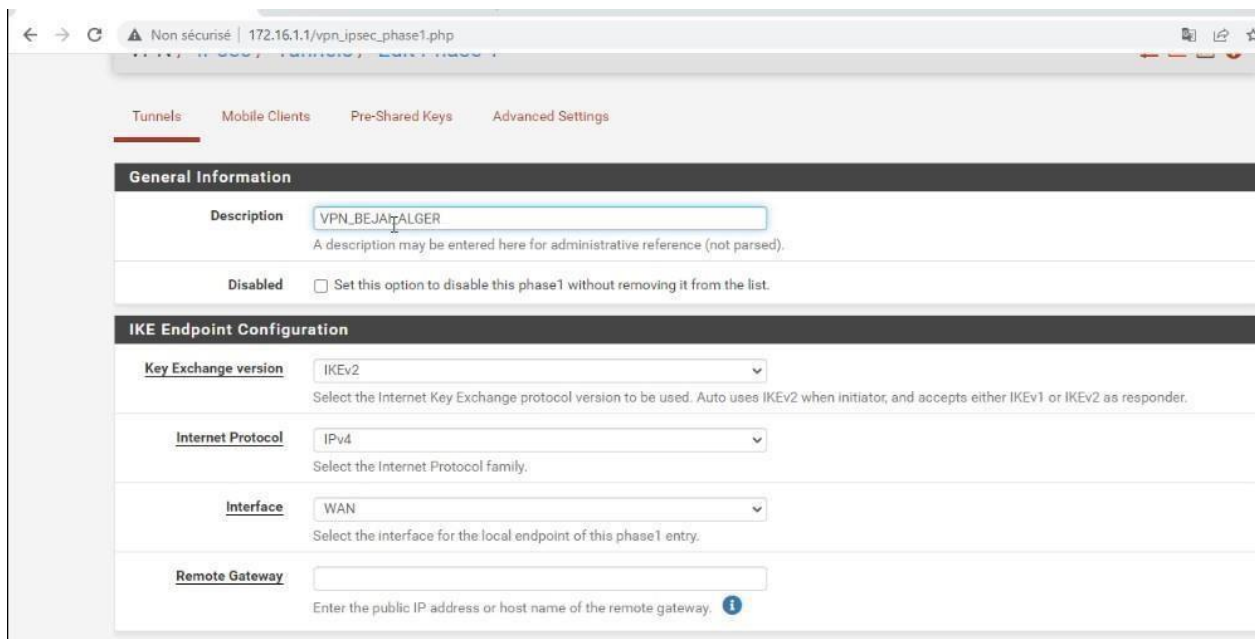 Non sécurisé | 172.16.1.1/vpn_ipsec_phase1.php
Tunnels Mobile Clients Pre-Shared Keys Advanced Settings
General Information
Description
A description may be entered here for administrative reference (not parsed).
Disabled Set this option to disable this phase1 without removing it from the list.
IKE Endpoint Configuration
Key Exchange version IKEv2
Select the Internet Key Exchange protocol version to be used. Auto uses IKEv2 when initiator, and accepts either IKEv1 or IKEv2 as responder.
Internet Protocol IPv4
Select the Internet Protocol family.
Interface WAN
Select the interface for the local endpoint of this phase1 entry.
Remote Gateway
Enter the public IP address or host name of the remote gateway.